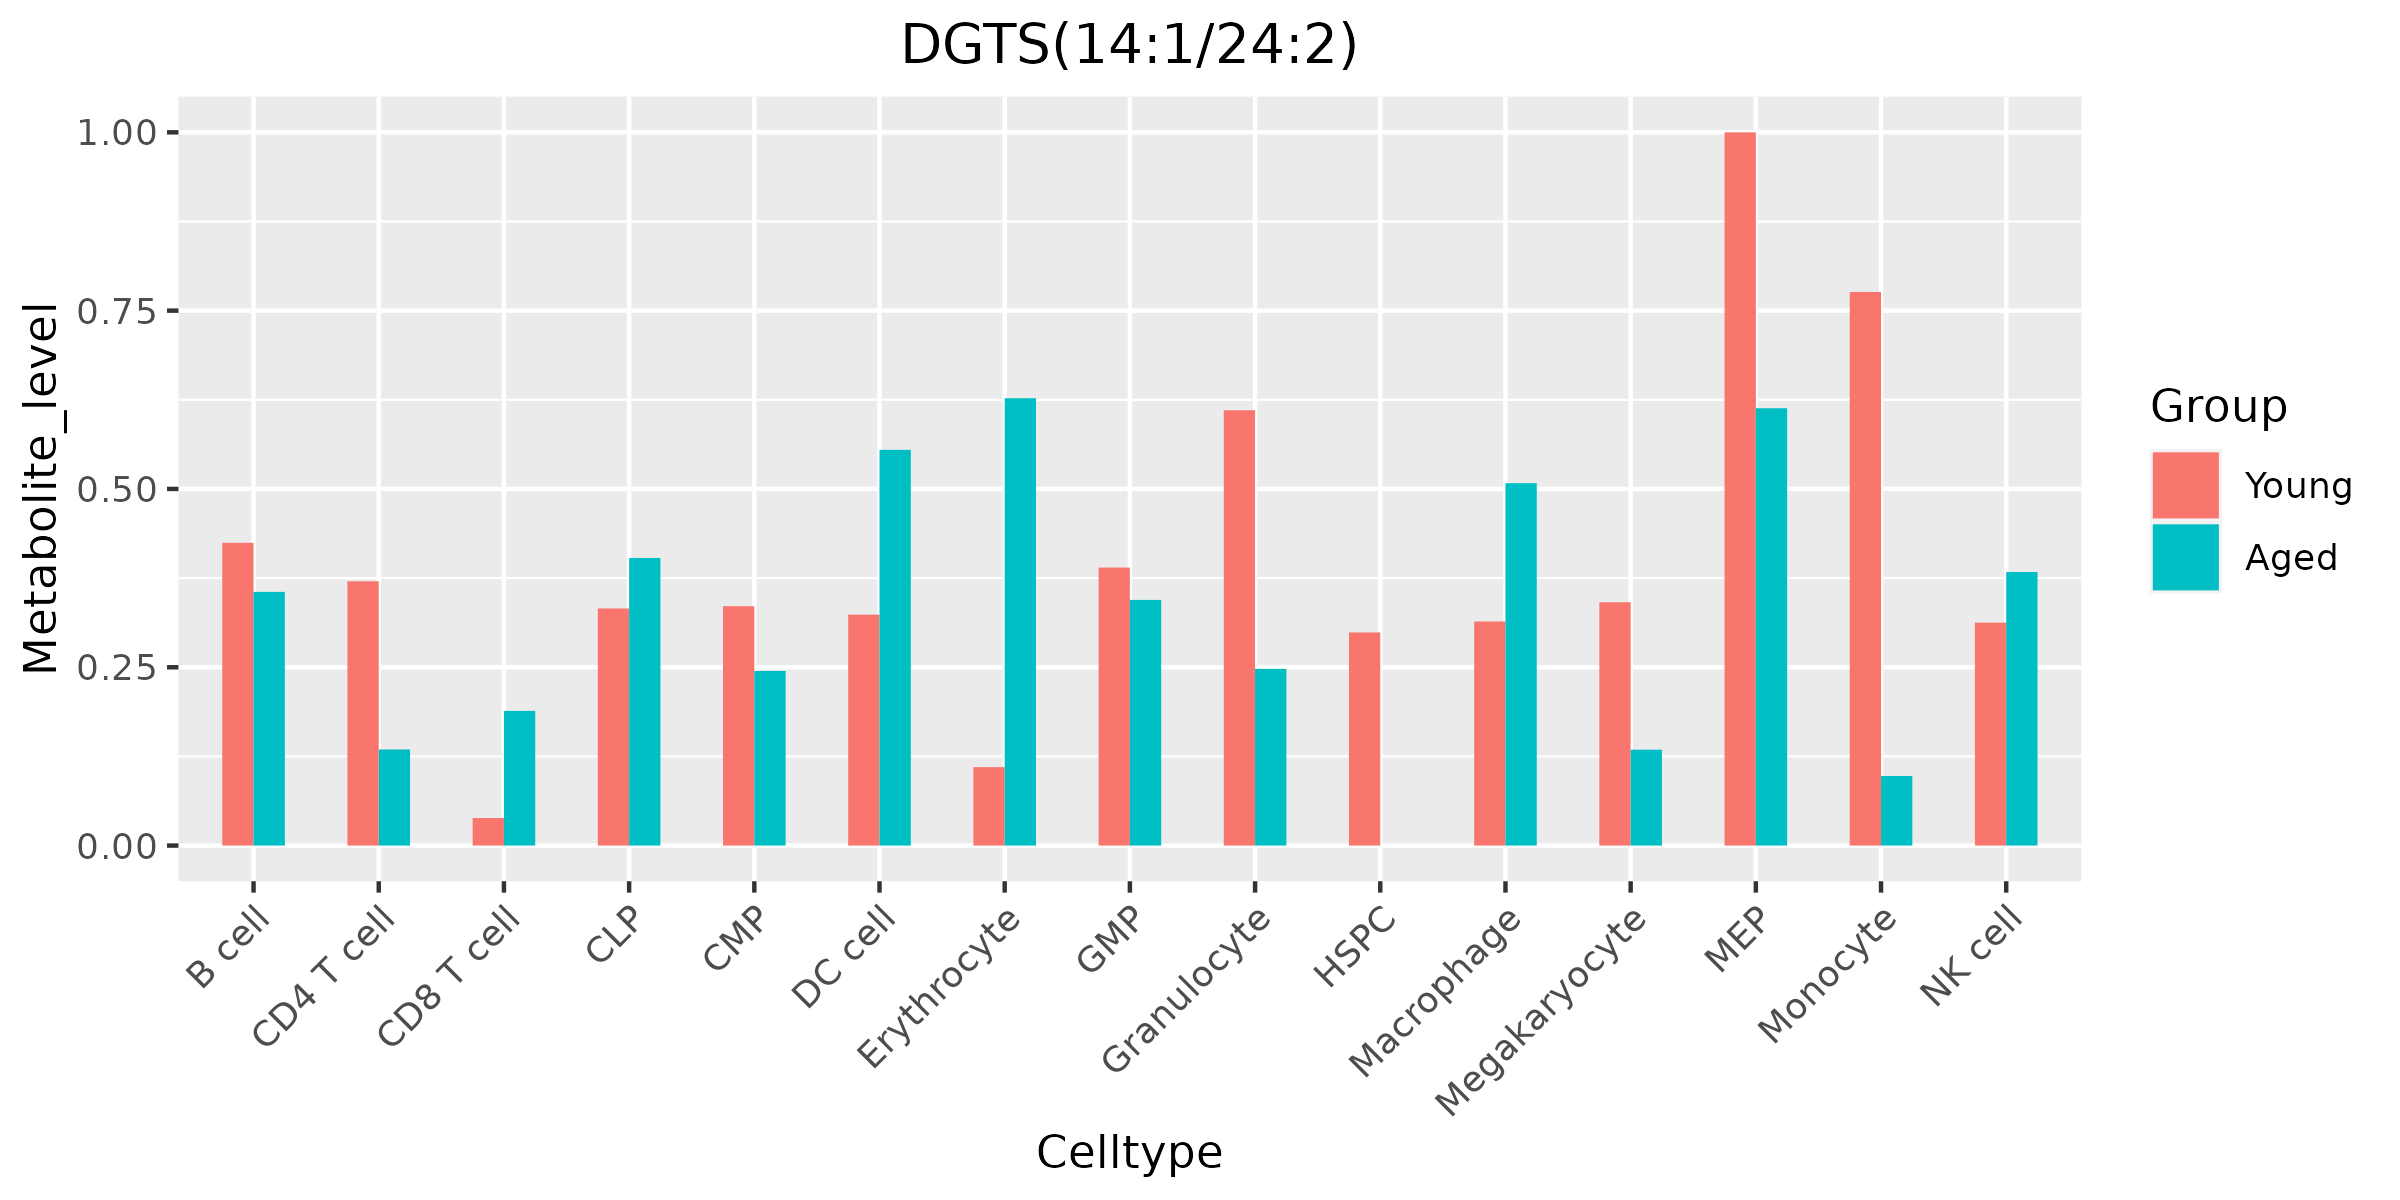 DGTS(14:1/24:2)
Metabolite_level
1.00
0.75
0.50
0.25
0.00
B cell
CD4 T cell
CD8 T cell
CLP
CMP
DC cell
Erythrocyte
GMP
Granulocyte
HSPC
Macrophage
Megakaryocyte
MEP
Monocyte
NK cell
Celltype
Group
Young
Aged